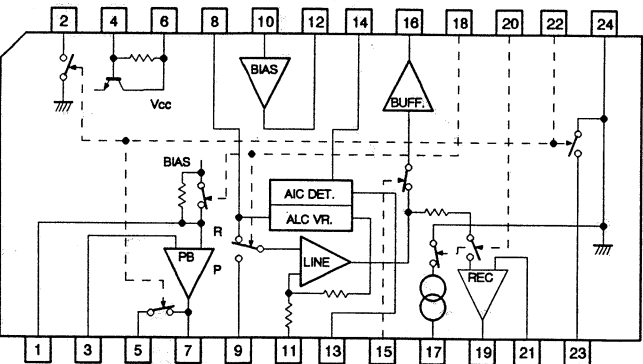 2 4 6 8 10 12 14 16 18 20 22 24
BIAS
BUFF.
Vcc
BIAS
AIC DET.
ALC VR.
R
PB
P
LINE
REC
1 3 5 7 9 11 13 15 17 19 21 23